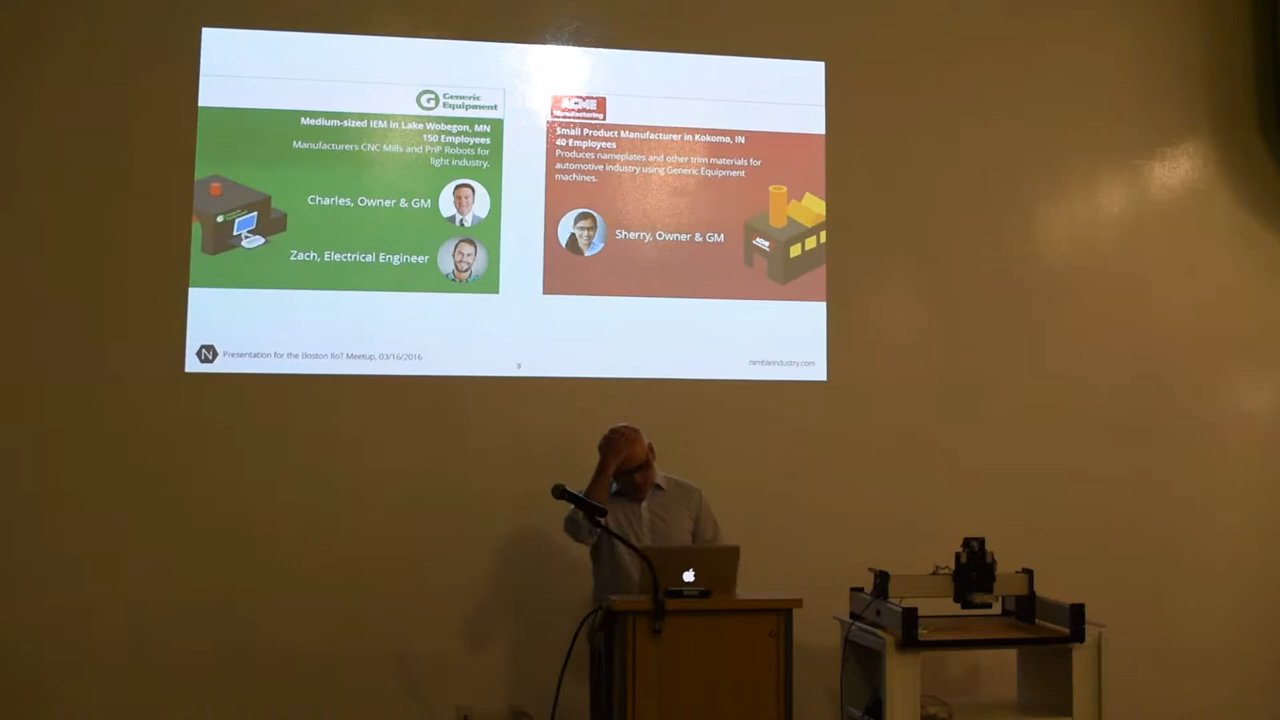 Generic
Equipment
Medium-sized IEM in Lake Wobegon, MN
150 Employees
Manufacturers CNC Mills and PnP Robots for
light industry.
Charles, Owner & GM
Zach, Electrical Engineer
ACME
Manufacturing
Small Product Manufacturer in Kokomo, IN
40 Employees
Produces nameplates and other trim materials for
automotive industry using Generic Equipment
machines.
Sherry, Owner & GM
ACME
N
Presentation for the Boston IIoT Meetup, 03/16/2016
nimbleindustry.com